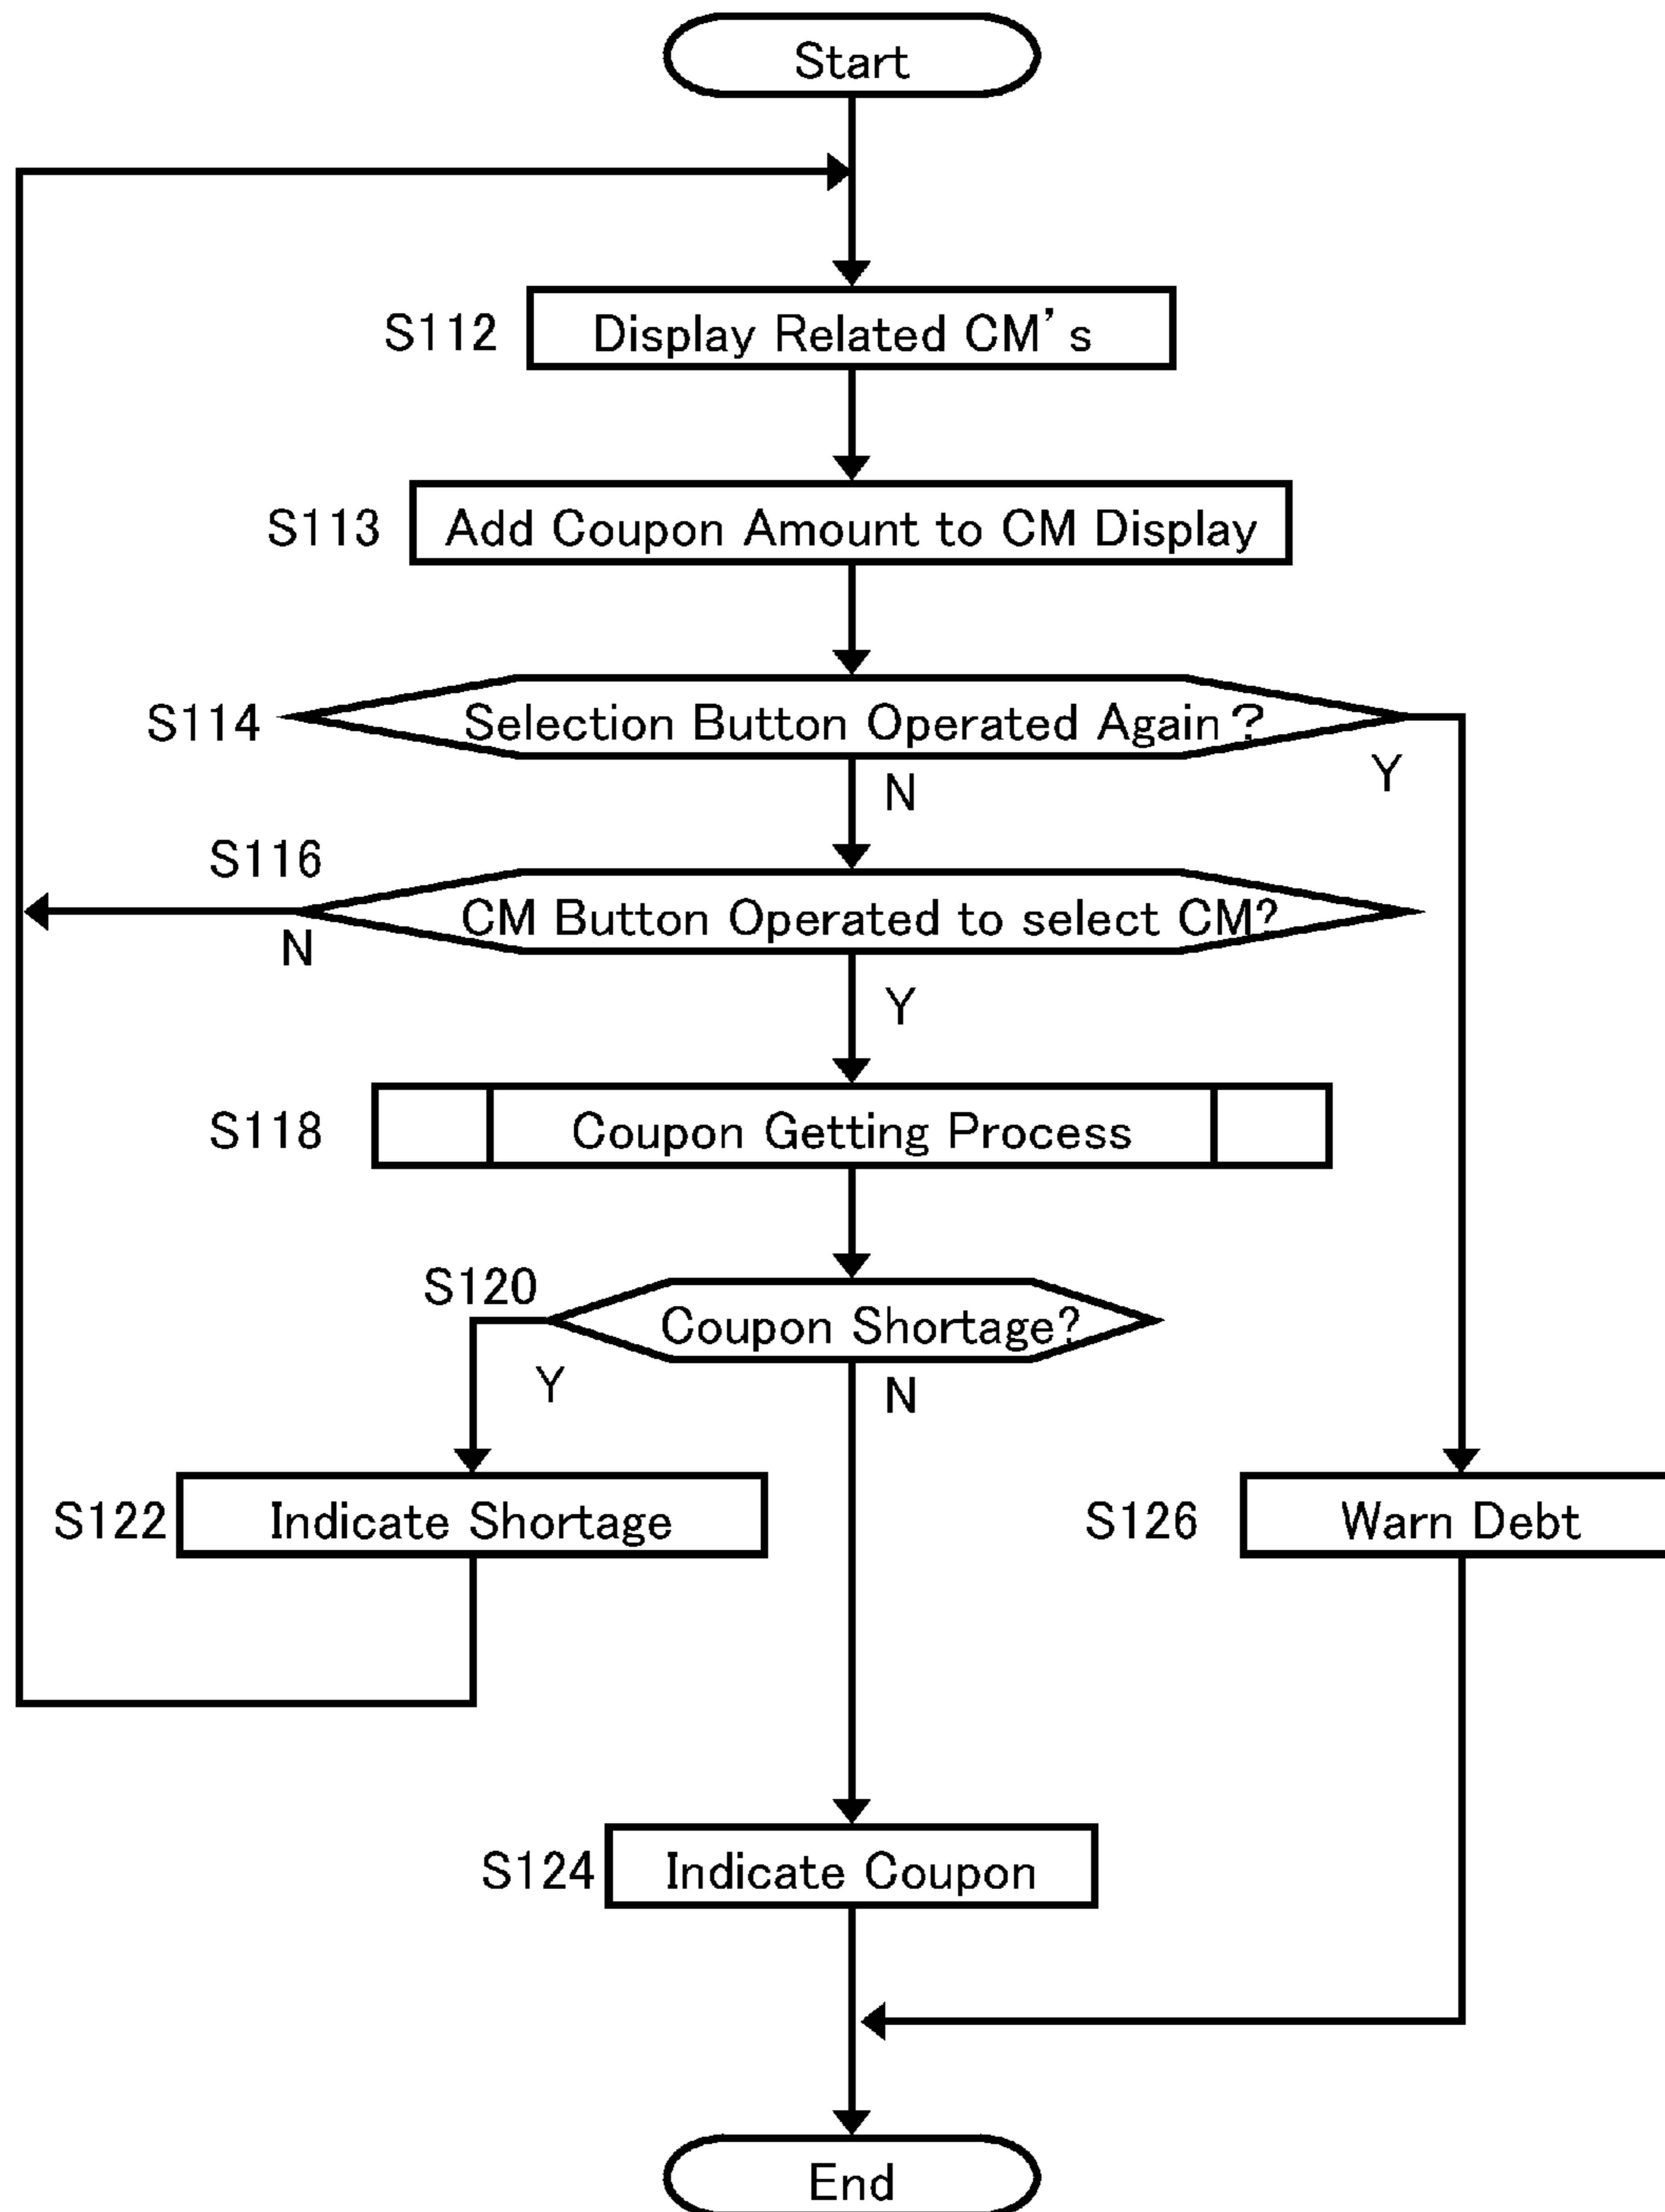 Start
S112
Display Related CM's
S113
Add Coupon Amount to CM Display
S114
Selection Button Operated Again?
Y
N
S116
CM Button Operated to select CM?
N
Y
S118
Coupon Getting Process
S120
Coupon Shortage?
Y
N
S122
Indicate Shortage
S126
Warn Debt
S124
Indicate Coupon
End